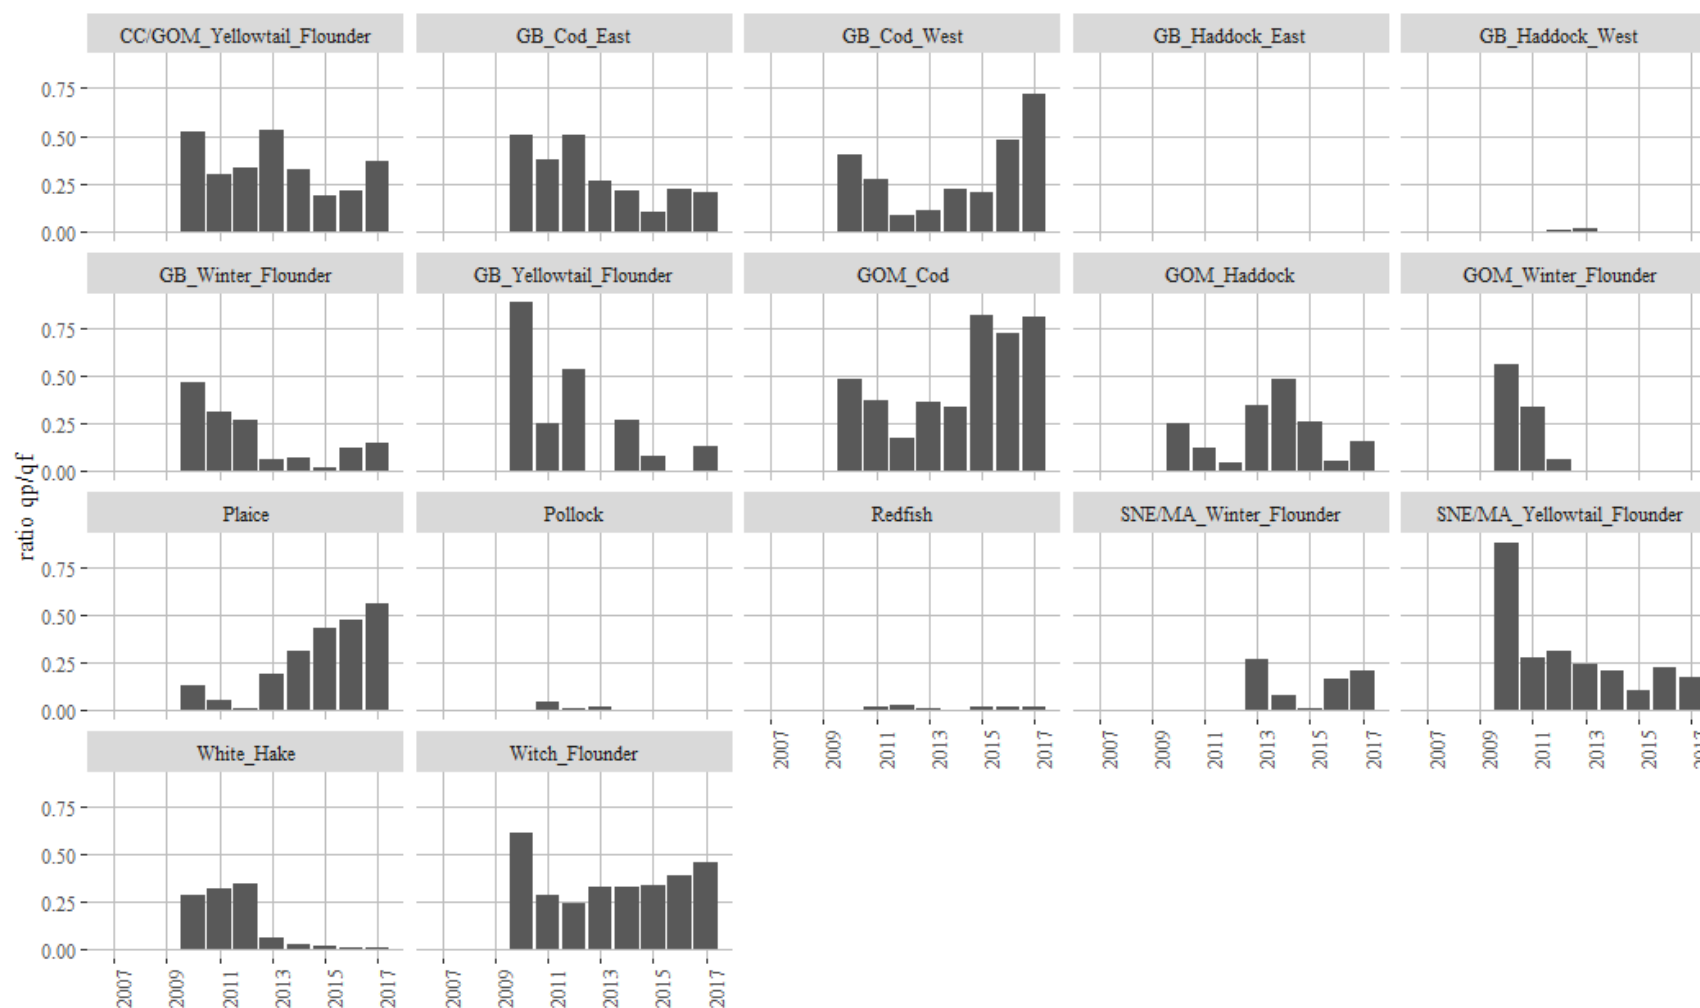 CC/GOM_Yellowtail_Flounder GB_Cod_East GB_Cod_West GB_Haddock_East GB_Haddock_West
0.75
0.50
0.25
0.00
GB_Winter_Flounder GB_Yellowtail_Flounder GOM_Cod GOM_Haddock GOM_Winter_Flounder
0.75
0.50
0.25
0.00
ratio qp/qf
Plaice Pollock Redfish SNE/MA_Winter_Flounder SNE/MA_Yellowtail_Flounder
0.75
0.50
0.25
0.00
2007 2009 2011 2013 2015 2017 2007 2009 2011 2013 2015 2017 2007 2009 2011 2013 2015 2017
White_Hake Witch_Flounder
0.75
0.50
0.25
0.00
2007 2009 2011 2013 2015 2017 2007 2009 2011 2013 2015 2017